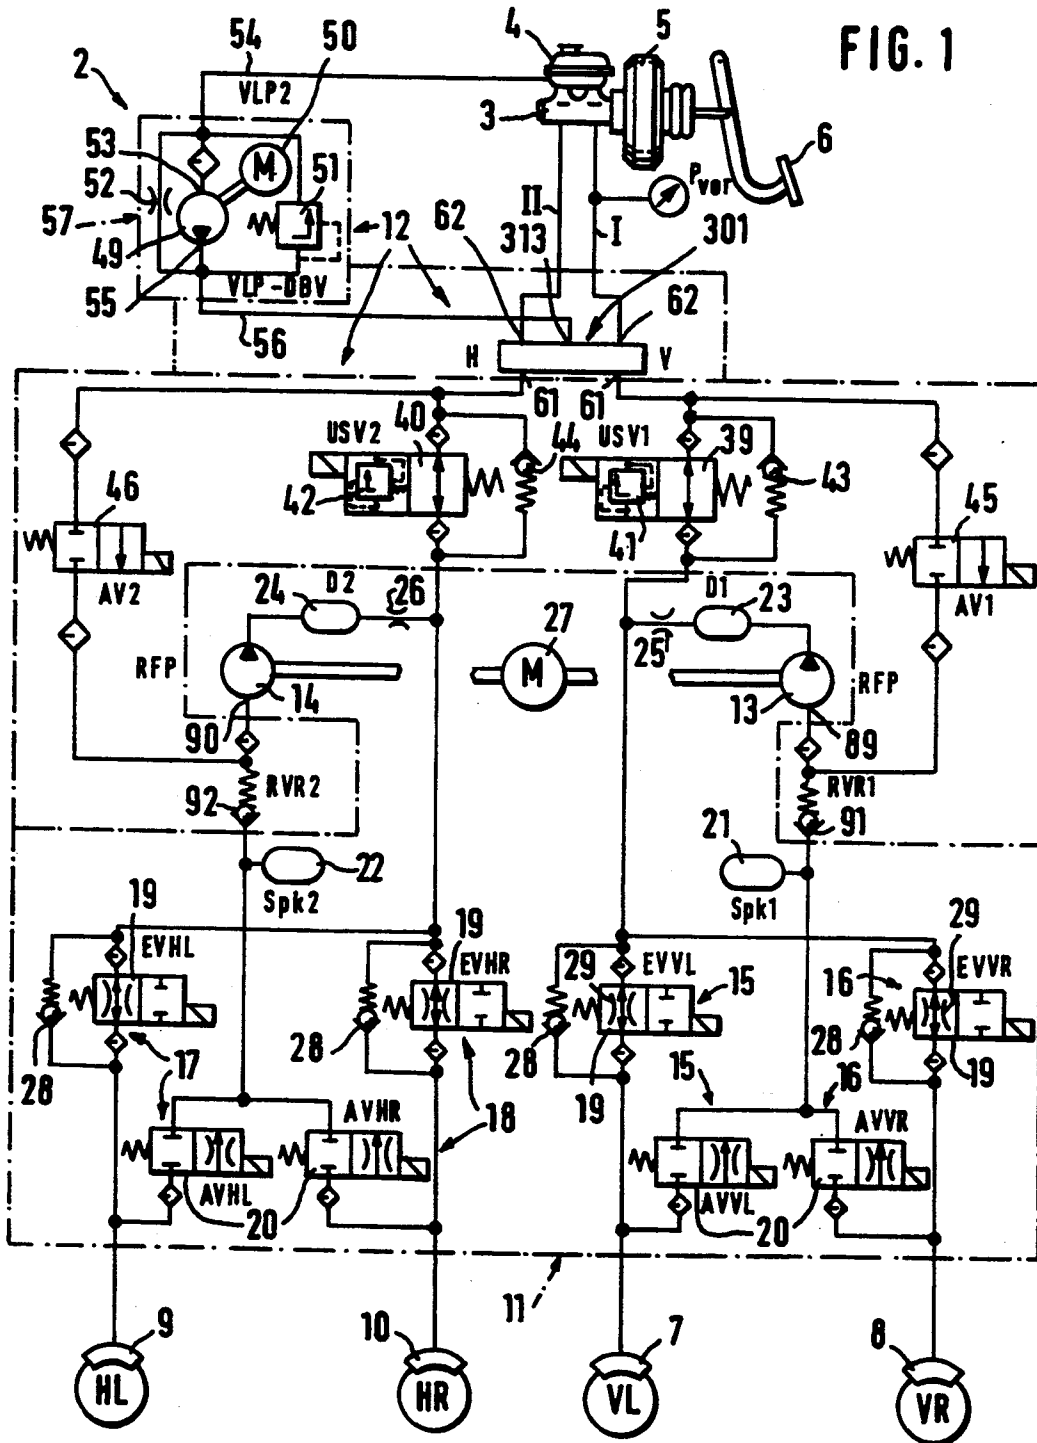 FIG. 1
4
5
54
50
2
VLP2
3
6
53
M
52
51
Pvor
57
II
62
12
313
I
301
49
VLP-DBV
55
56
62
H
V
61
61
40
USV2
44
USV1
39
46
42
41
43
45
AV2
24
D2
26
D1
23
AV1
27
25
RFP
14
M
13
RFP
90
89
RVR2
RVR1
92
91
21
22
Spk2
Spk1
19
EVHL
19
EVHR
29
EVVL
15
29
16
EVVR
28
17
28
28
19
28
19
15
16
18
AVHR
AVVR
AVHL
20
AVVL
20
11
9
10
7
8
HL
HR
VL
VR